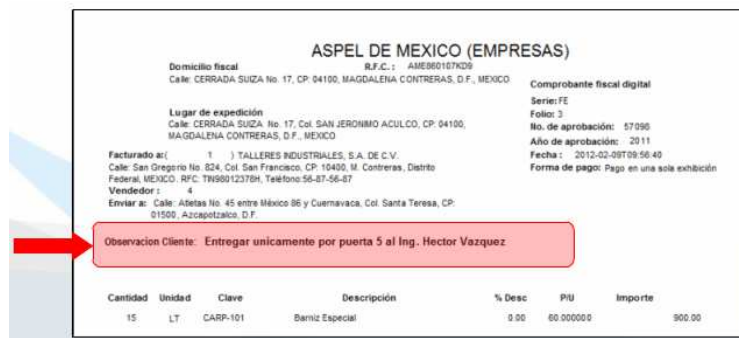 ASPEL DE MEXICO (EMPRESAS)
Domicilio fiscal R.F.C. : AME860107KD9
Calle: CERRADA SUIZA No. 17, CP: 04100, MAGDALENA CONTRERAS, D.F., MEXICO
Comprobante fiscal digital
Serie: FE
Folio: 3
No. de aprobación: 57098
Año de aprobación: 2011
Fecha : 2012-02-09T09:56:40
Forma de pago: Pago en una sola exhibición
Lugar de expedición
Calle: CERRADA SUIZA No. 17, Col. SAN JERONIMO ACULCO, CP: 04100,
MAGDALENA CONTRERAS, D.F., MEXICO
Facturado a:( 1 ) TALLERES INDUSTRIALES, S.A. DE C.V.
Calle: San Gregorio No. 824, Col. San Francisco, CP: 10400, M. Contreras, Distrito
Federal, MEXICO. RFC: TIN98012378H, Teléfono:56-87-56-87
Vendedor : 4
Enviar a: Calle: Atletas No. 45 entre México 86 y Cuernavaca, Col. Santa Teresa, CP:
01500, Azcapotzalco, D.F.
Observacion Cliente: Entregar unicamente por puerta 5 al Ing. Hector Vazquez
Cantidad Unidad Clave Descripción % Desc P/U Importe
15 LT CARP-101 Barniz Especial 0.00 60.000000 900.00